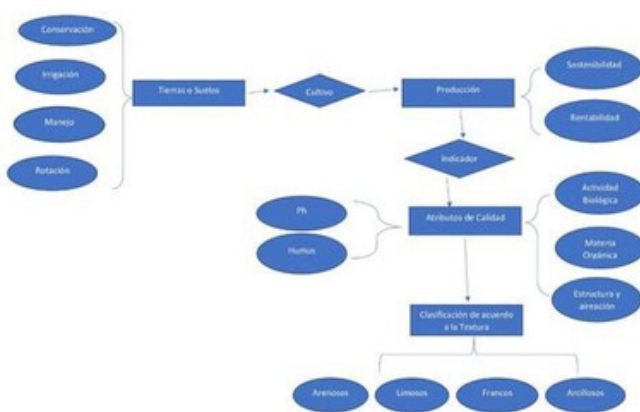 Conservación
Irrigación
Manejo
Rotación
Tierras o Suelos
Cultivo
Producción
Sostenibilidad
Rentabilidad
Indicador
Ph
Humus
Atributos de Calidad
Actividad
Biológica
Materia
Orgánica
Estructura y
aireación
Clasificación de acuerdo
a la Textura
Arenosos
Limosos
Francos
Arcillosos